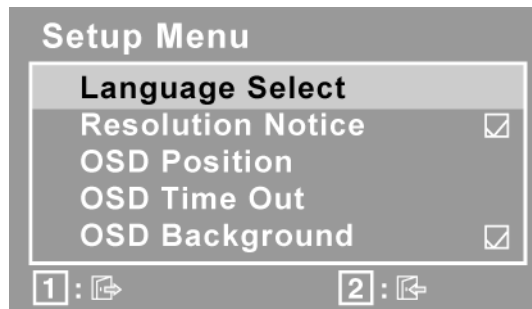 Setup Menu
Language Select
Resolution Notice
OSD Position
OSD Time Out
OSD Background
1 : 2 :